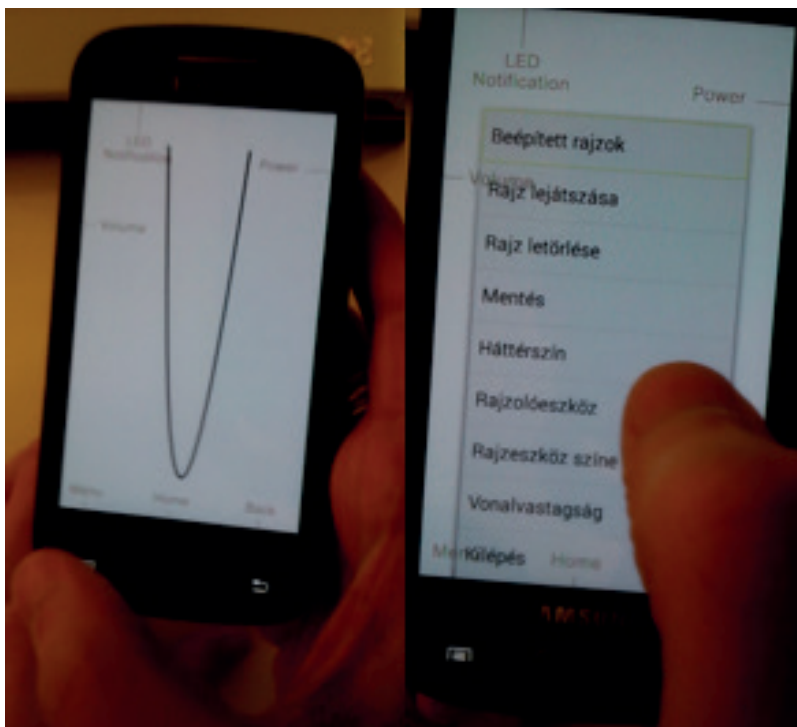 LED
Notification
Power
Volume
Menu
Home
Back
LED
Notification
Power
Beépített rajzok
Volume
Rajz lejátszása
Rajz letörlése
Mentés
Háttérszín
Rajzolóeszköz
Rajzeszköz színe
Vonalvastagság
Kilépés
Home